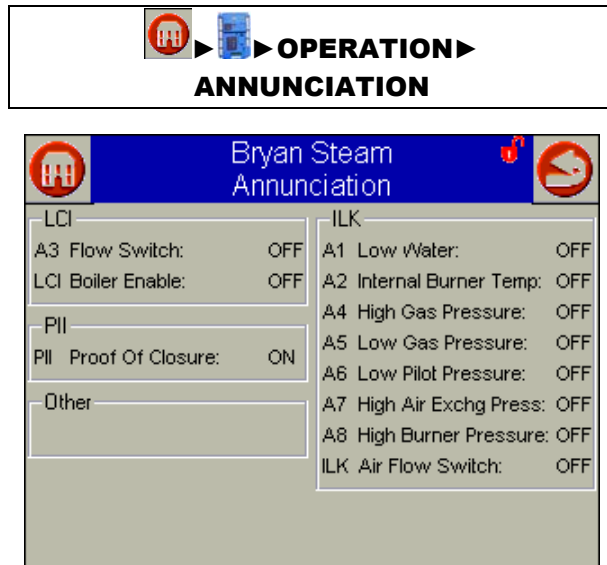 ►►OPERATION►
ANNUNCIATION
Bryan Steam
Annunciation
LCI
A3 Flow Switch: OFF
LCI Boiler Enable: OFF
PII
PII Proof Of Closure: ON
Other
ILK
A1 Low Water: OFF
A2 Internal Burner Temp: OFF
A4 High Gas Pressure: OFF
A5 Low Gas Pressure: OFF
A6 Low Pilot Pressure: OFF
A7 High Air Exchg Press: OFF
A8 High Burner Pressure: OFF
ILK Air Flow Switch: OFF